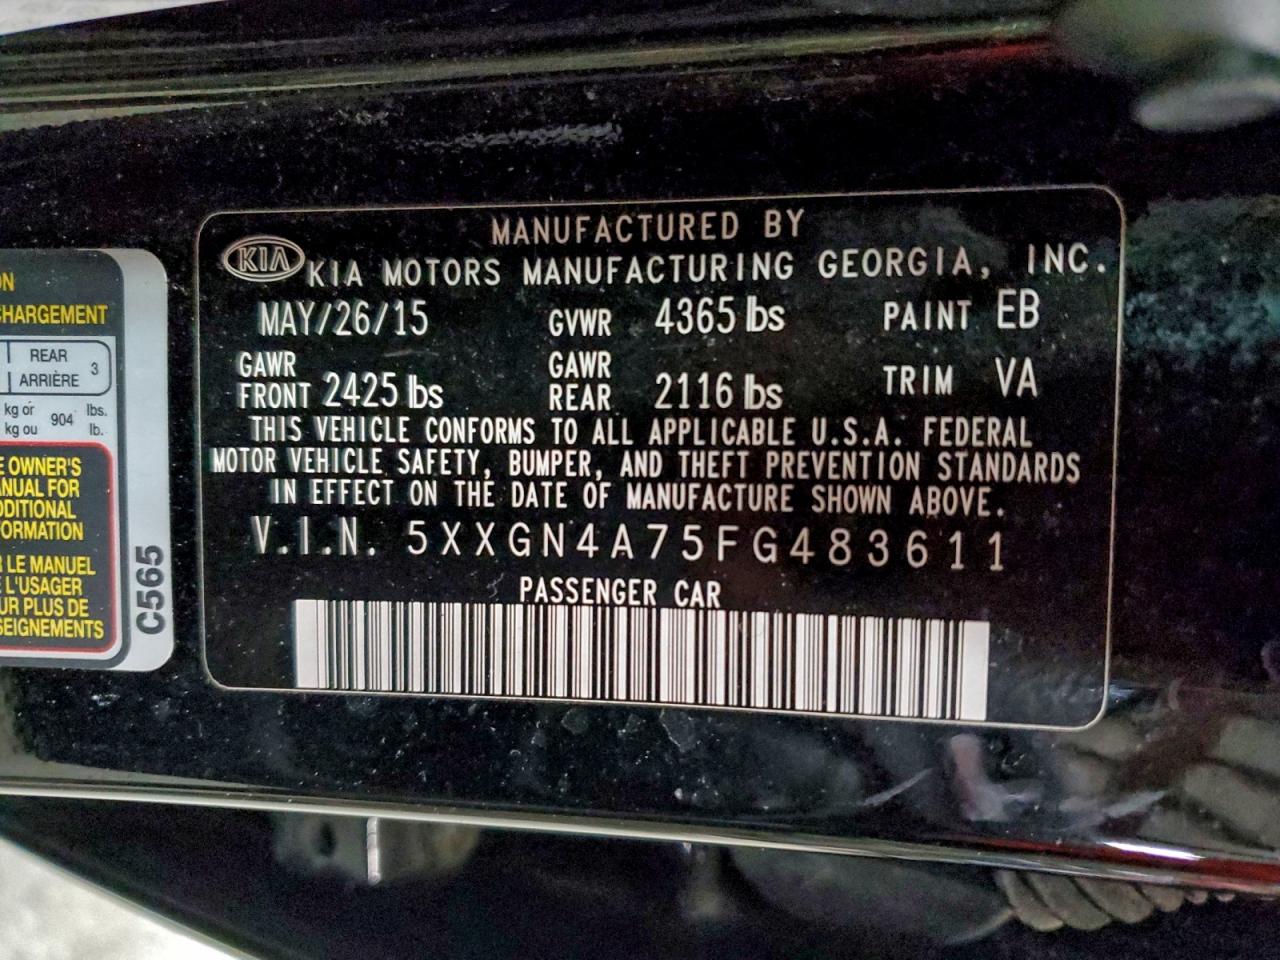 MANUFACTURED BY
KIA KIA MOTORS MANUFACTURING GEORGIA, INC.
MAY/26/15 GVWR 4365 lbs PAINT EB
GAWR FRONT 2425 lbs GAWR REAR 2116 lbs TRIM VA
THIS VEHICLE CONFORMS TO ALL APPLICABLE U.S.A. FEDERAL
MOTOR VEHICLE SAFETY, BUMPER, AND THEFT PREVENTION STANDARDS
IN EFFECT ON THE DATE OF MANUFACTURE SHOWN ABOVE.
V.I.N. 5XXGN4A75FG483611
PASSENGER CAR
ON
CHARGEMENT
REAR 3
ARRIÈRE
kg or 904 lbs.
kg ou lb.
E OWNER'S
ANUAL FOR
DDITIONAL
FORMATION
R LE MANUEL
E L'USAGER
UR PLUS DE
SEIGNEMENTS
C565